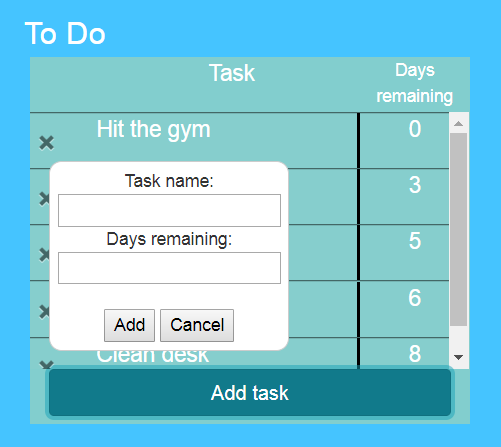 To Do
Task
Days
remaining
Hit the gym
0
3
5
6
Clean desk
8
Task name:
Days remaining:
Add
Cancel
Add task